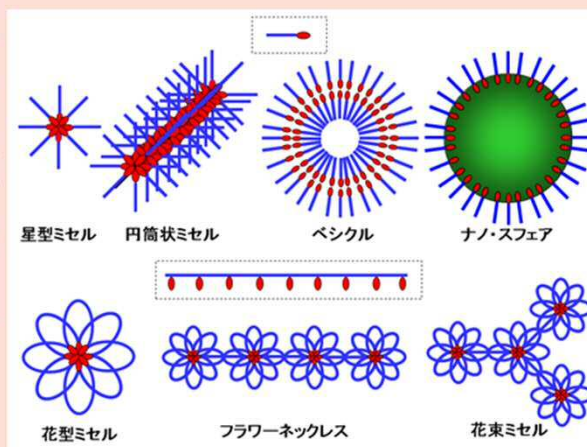 星型ミセル 円筒状ミセル ベシクル ナノ・スフェア
花型ミセル フラワーネックレス 花束ミセル